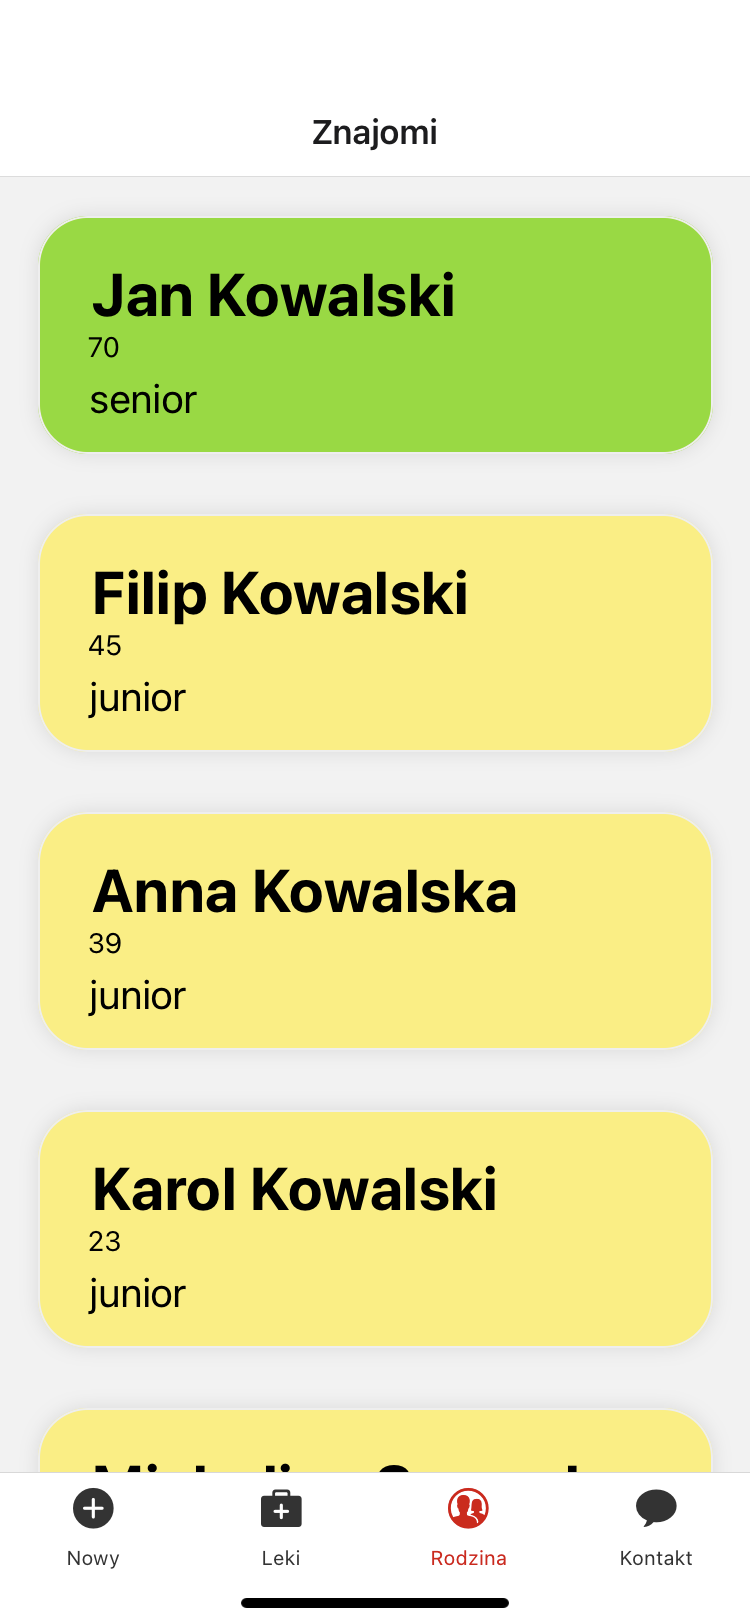 Znajomi
Jan Kowalski
70
senior
Filip Kowalski
45
junior
Anna Kowalska
39
junior
Karol Kowalski
23
junior
Nowy
Leki
Rodzina
Kontakt